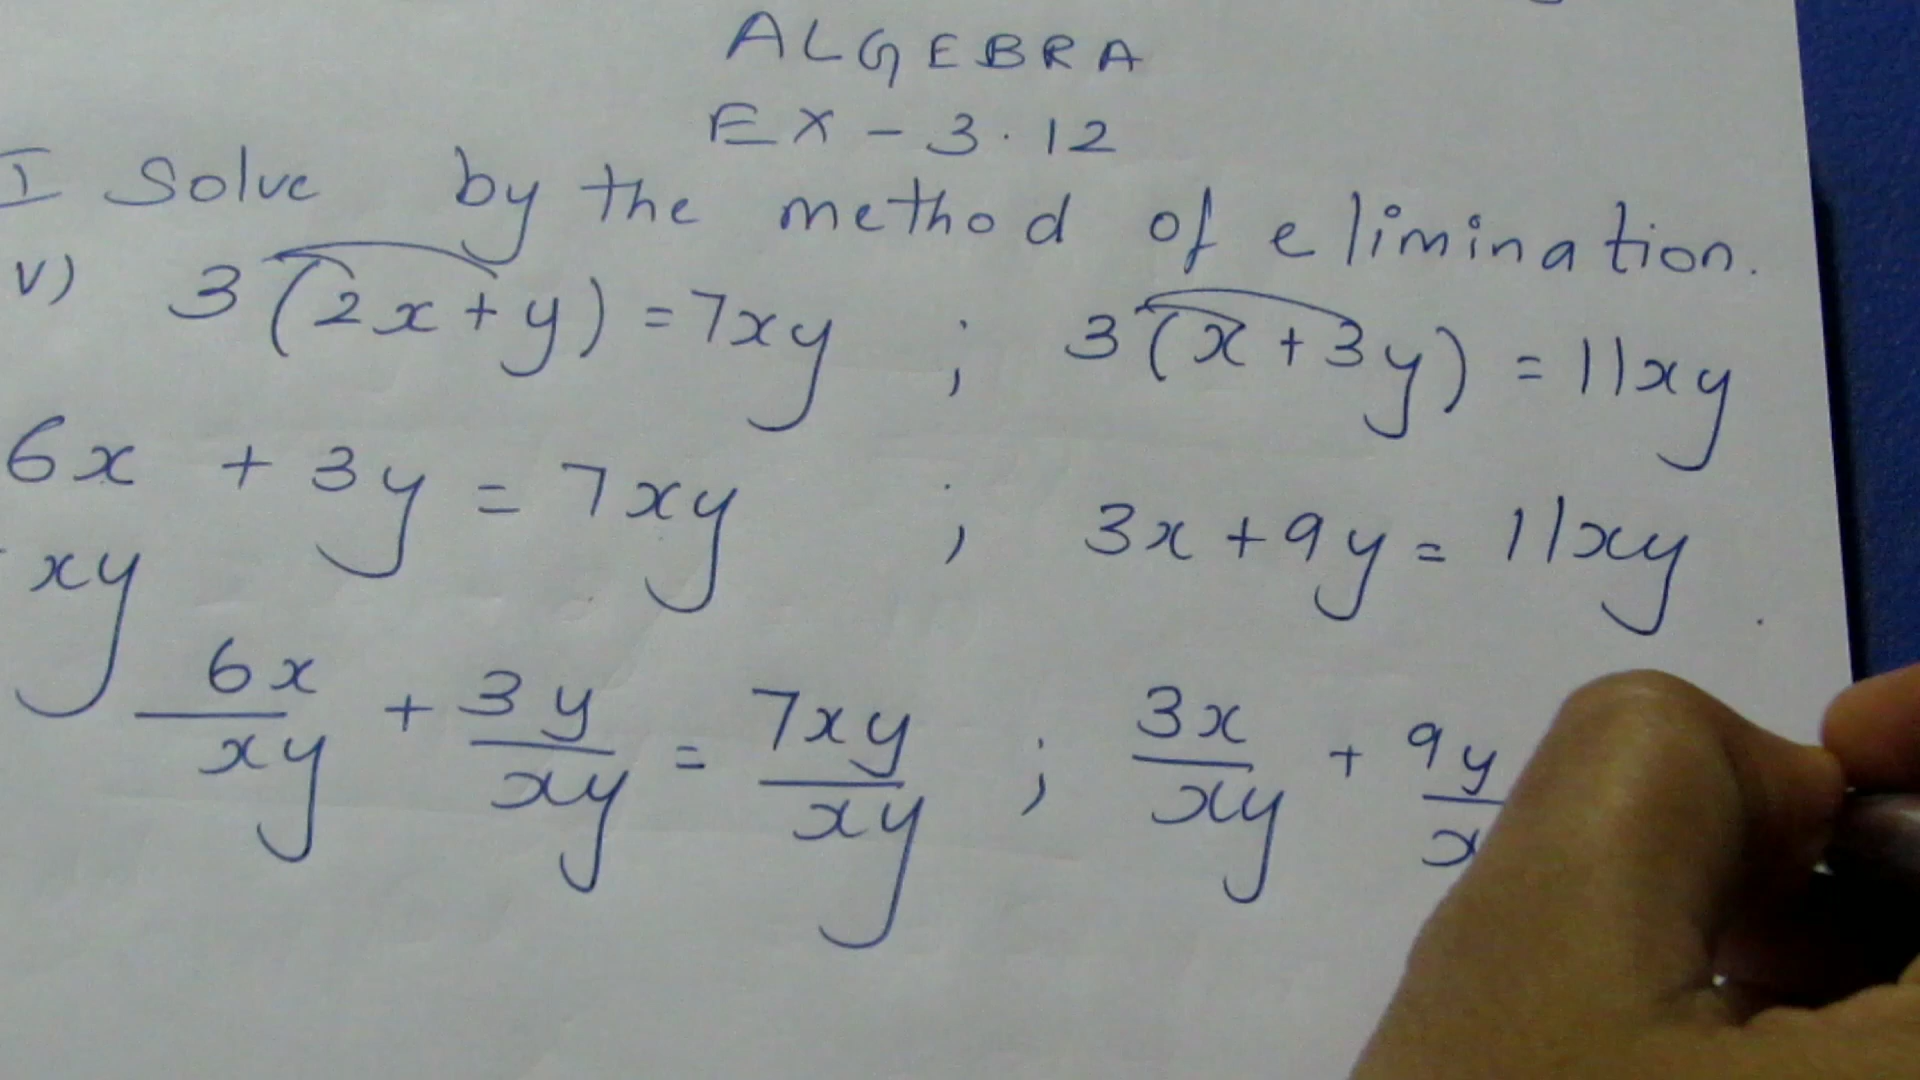 ALGEBRA
EX - 3.12
I Solve by the method of elimination.
v) 3(2x+y) = 7xy ; 3(x+3y) = 11xy
6x + 3y = 7xy ; 3x+9y = 11xy
÷ xy
6x/xy + 3y/xy = 7xy/xy ; 3x/xy + 9y/x